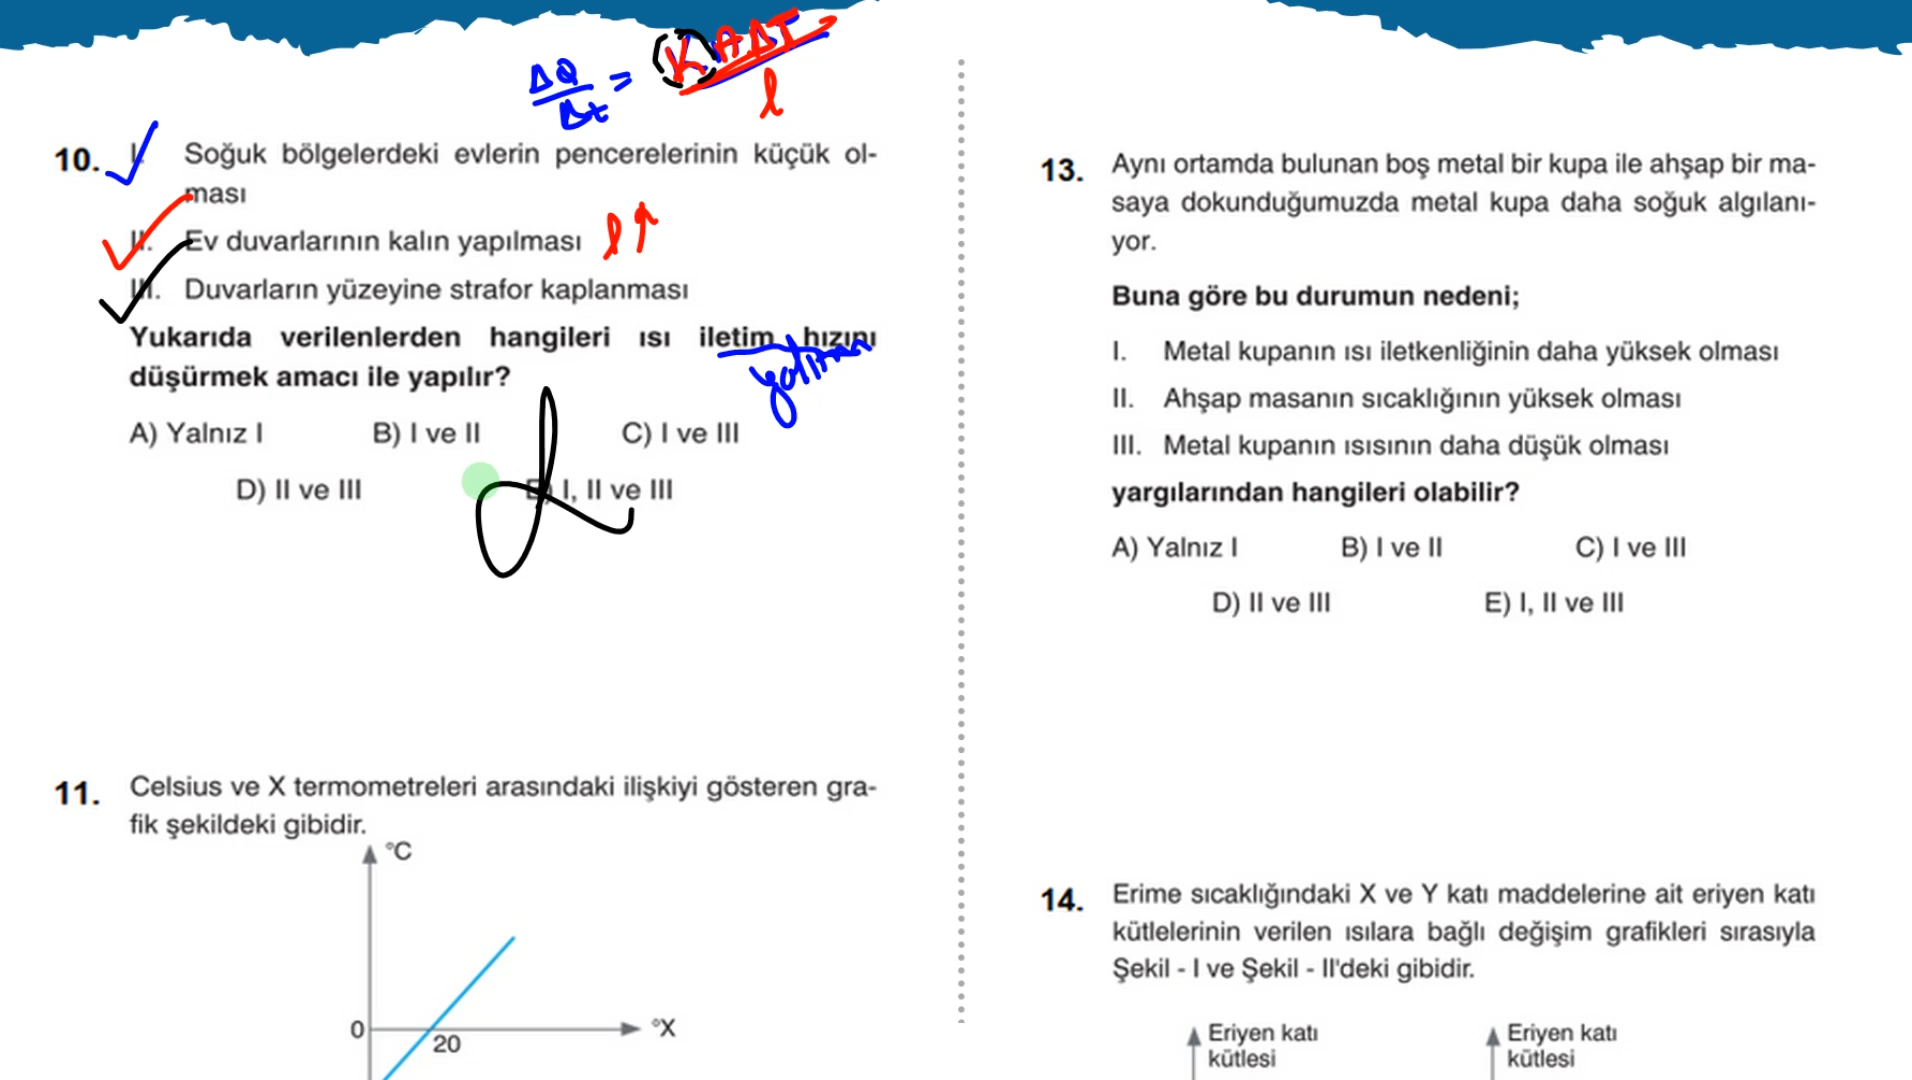 ΔQ/Δt = KAΔT/l
10. I. Soğuk bölgelerdeki evlerin pencerelerinin küçük ol-
ması
II. Ev duvarlarının kalın yapılması l↑
III. Duvarların yüzeyine strafor kaplanması
Yukarıda verilenlerden hangileri ısı iletim hızını
düşürmek amacı ile yapılır?
A) Yalnız I B) I ve II C) I ve III
D) II ve III E) I, II ve III
11. Celsius ve X termometreleri arasındaki ilişkiyi gösteren gra-
fik şekildeki gibidir.
°C
0
20
°X
13. Aynı ortamda bulunan boş metal bir kupa ile ahşap bir ma-
saya dokunduğumuzda metal kupa daha soğuk algılanı-
yor.
Buna göre bu durumun nedeni;
I. Metal kupanın ısı iletkenliğinin daha yüksek olması
II. Ahşap masanın sıcaklığının yüksek olması
III. Metal kupanın ısısının daha düşük olması
yargılarından hangileri olabilir?
A) Yalnız I B) I ve II C) I ve III
D) II ve III E) I, II ve III
14. Erime sıcaklığındaki X ve Y katı maddelerine ait eriyen katı
kütlelerinin verilen ısılara bağlı değişim grafikleri sırasıyla
Şekil - I ve Şekil - II'deki gibidir.
Eriyen katı
kütlesi
Eriyen katı
kütlesi